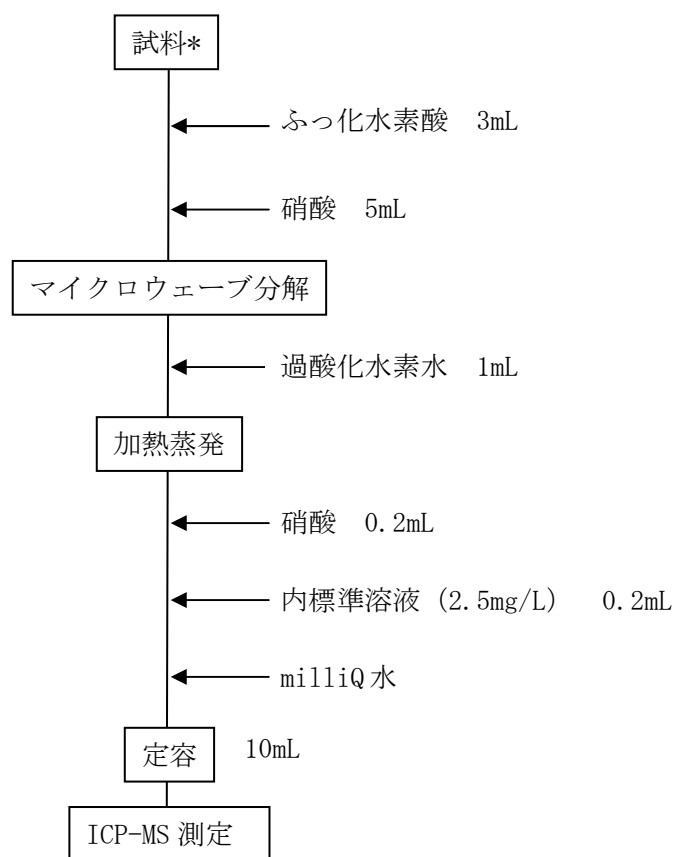 試料*
ふっ化水素酸　3mL
硝酸　5mL
マイクロウェーブ分解
過酸化水素水　1mL
加熱蒸発
硝酸　0.2mL
内標準溶液 (2.5mg/L)　0.2mL
milliQ水
定容　10mL
ICP-MS測定